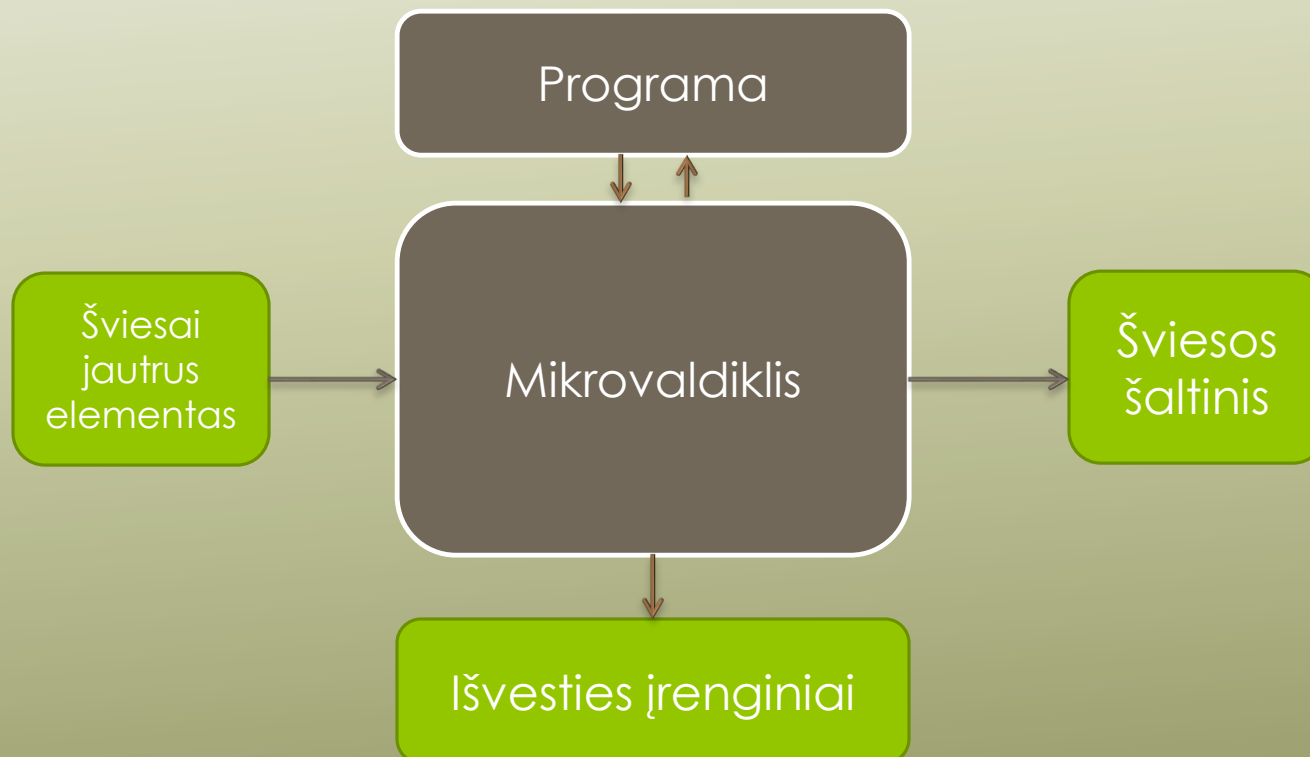 Programa
Šviesai
jautrus
elementas
Mikrovaldiklis
Šviesos
šaltinis
Išvesties įrenginiai